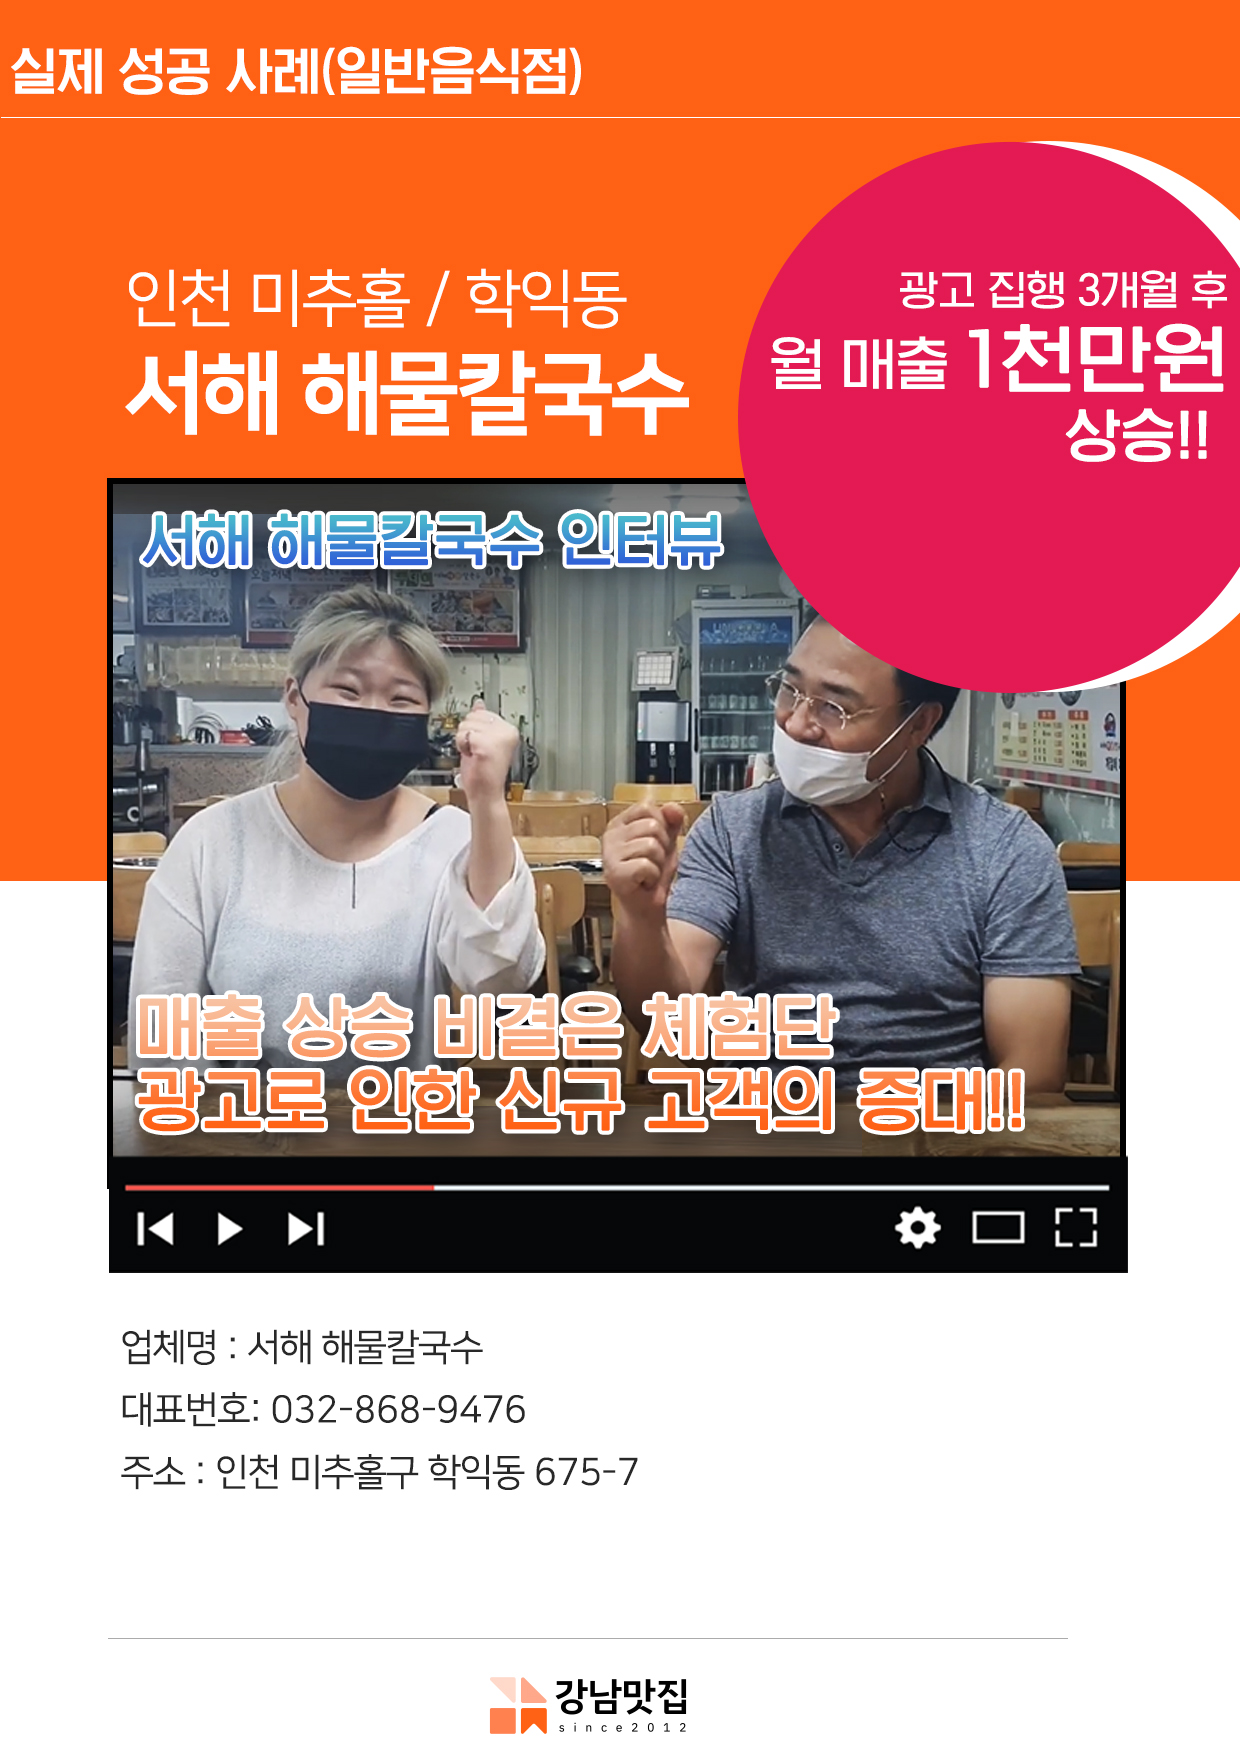 실제 성공 사례(일반음식점)
인천 미추홀 / 학익동
서해 해물칼국수
광고 집행 3개월 후
월 매출 1천만원
상승!!
서해 해물칼국수 인터뷰
매출 상승 비결은 체험단
광고로 인한 신규 고객의 증대!!
업체명 : 서해 해물칼국수
대표번호: 032-868-9476
주소 : 인천 미추홀구 학익동 675-7
강남맛집
since2012